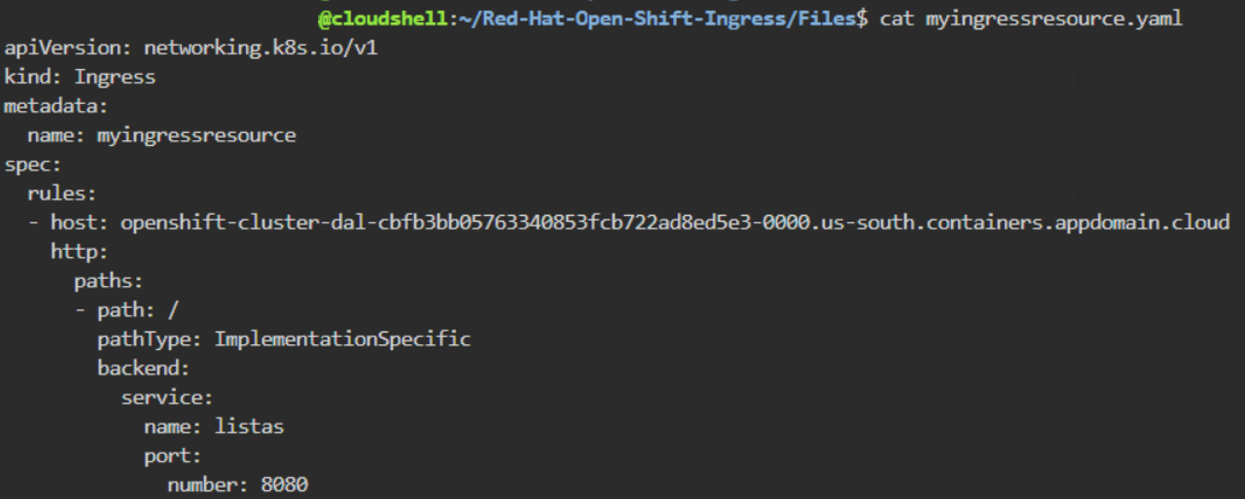 @cloudshell:~/Red-Hat-Open-Shift-Ingress/Files$ cat myingressresource.yaml
apiVersion: networking.k8s.io/v1
kind: Ingress
metadata:
  name: myingressresource
spec:
  rules:
  - host: openshift-cluster-dal-cbfb3bb05763340853fcb722ad8ed5e3-0000.us-south.containers.appdomain.cloud
    http:
      paths:
      - path: /
        pathType: ImplementationSpecific
        backend:
          service:
            name: listas
            port:
              number: 8080